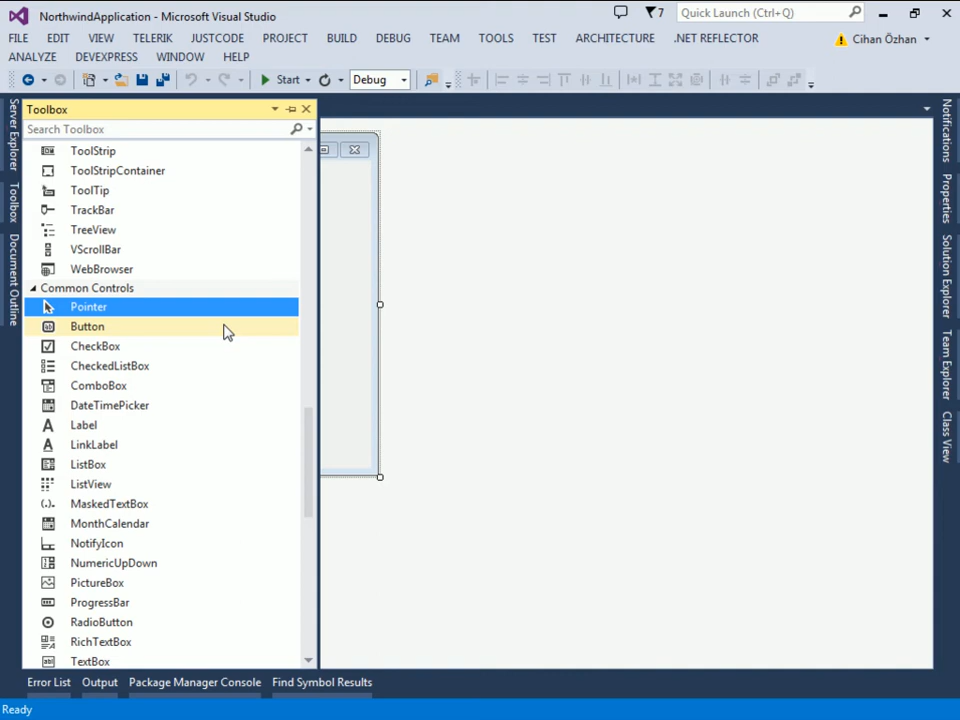 NorthwindApplication - Microsoft Visual Studio
7
Quick Launch (Ctrl+Q)
FILE EDIT VIEW TELERIK JUSTCODE PROJECT BUILD DEBUG TEAM TOOLS TEST ARCHITECTURE .NET REFLECTOR
Cihan Özhan
ANALYZE DEVEXPRESS WINDOW HELP
Start
Debug
Server Explorer
Toolbox
Document Outline
Toolbox
Search Toolbox
ToolStrip
ToolStripContainer
ToolTip
TrackBar
TreeView
VScrollBar
WebBrowser
Common Controls
Pointer
Button
CheckBox
CheckedListBox
ComboBox
DateTimePicker
Label
LinkLabel
ListBox
ListView
MaskedTextBox
MonthCalendar
NotifyIcon
NumericUpDown
PictureBox
ProgressBar
RadioButton
RichTextBox
TextBox
Notifications
Properties
Solution Explorer
Team Explorer
Class View
Error List Output Package Manager Console Find Symbol Results
Ready